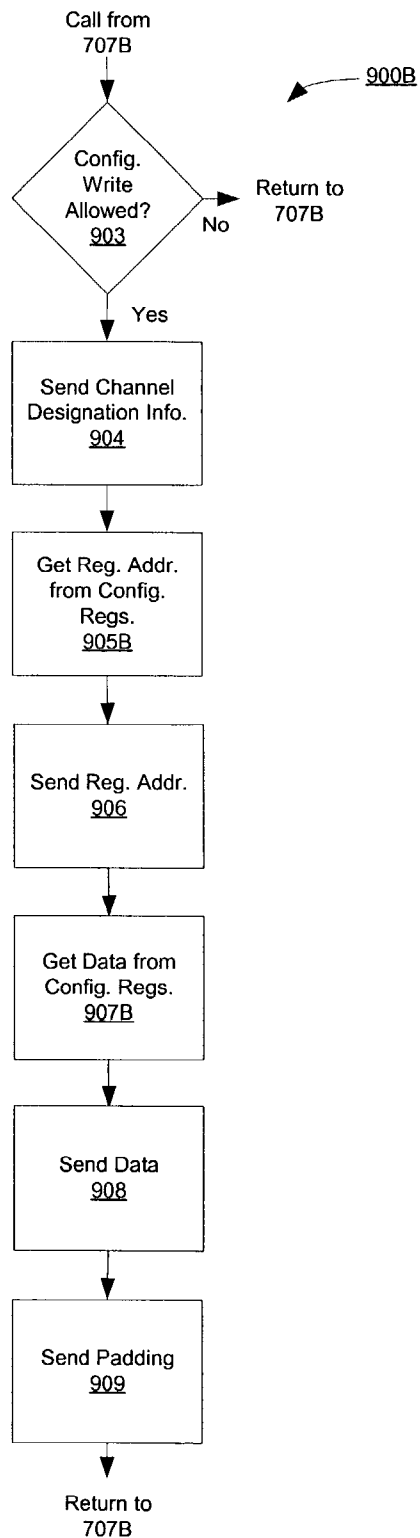 Call from
707B
900B
Config.
Write
Allowed?
903
No
Return to
707B
Yes
Send Channel
Designation Info.
904
Get Reg. Addr.
from Config.
Regs.
905B
Send Reg. Addr.
906
Get Data from
Config. Regs.
907B
Send Data
908
Send Padding
909
Return to
707B